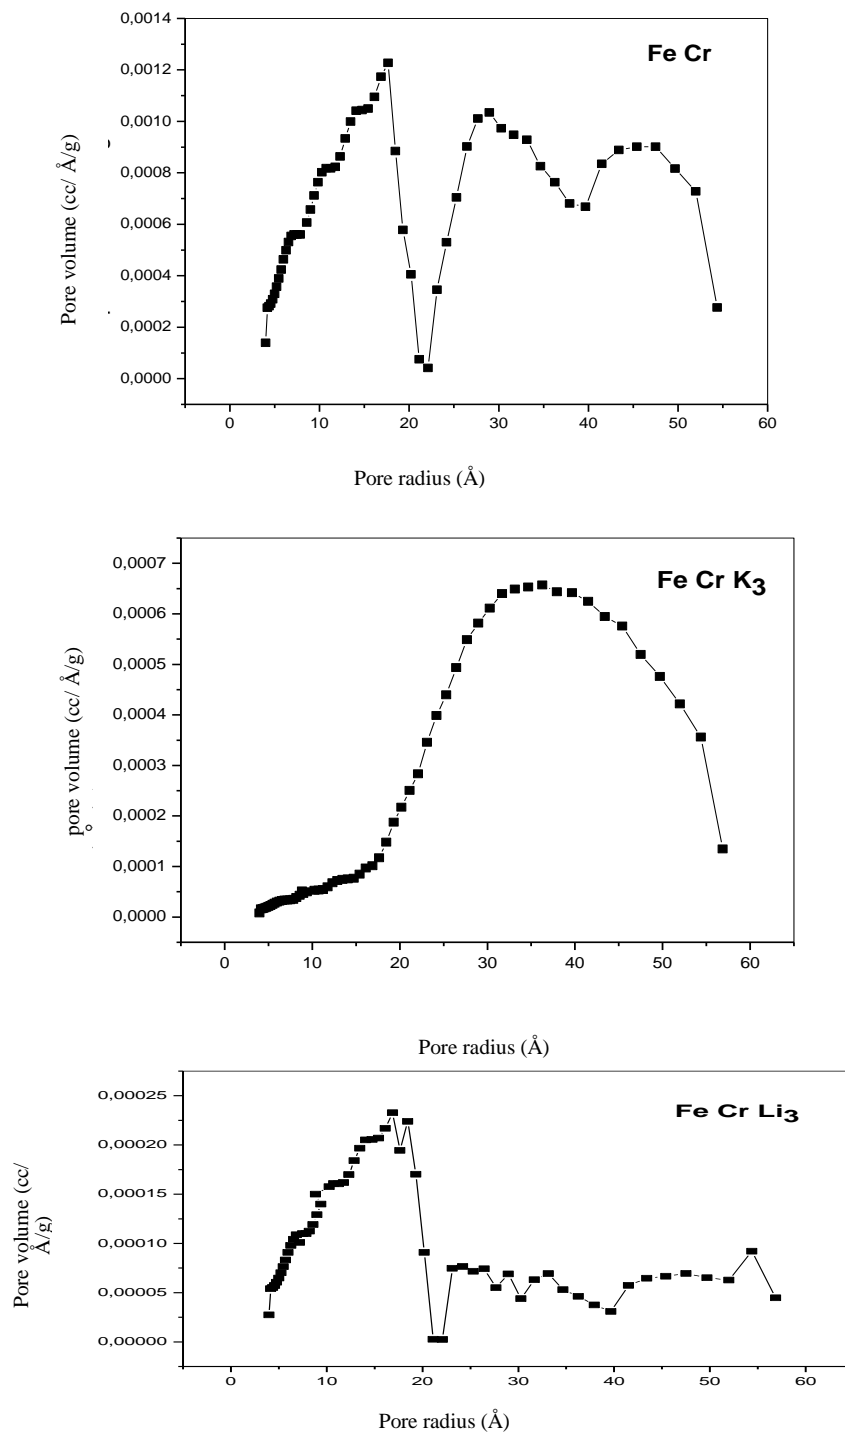 0,0014
0,0012
0,0010
0,0008
0,0006
0,0004
0,0002
0,0000
Pore volume (cc/ Å/g)
Fe Cr
0 10 20 30 40 50 60
Pore radius (Å)
0,0007
0,0006
0,0005
0,0004
0,0003
0,0002
0,0001
0,0000
pore volume (cc/ Å/g)
Fe Cr K3
0 10 20 30 40 50 60
Pore radius (Å)
0,00025
0,00020
0,00015
0,00010
0,00005
0,00000
Pore volume (cc/
Å/g)
Fe Cr Li3
0 10 20 30 40 50 60
Pore radius (Å)